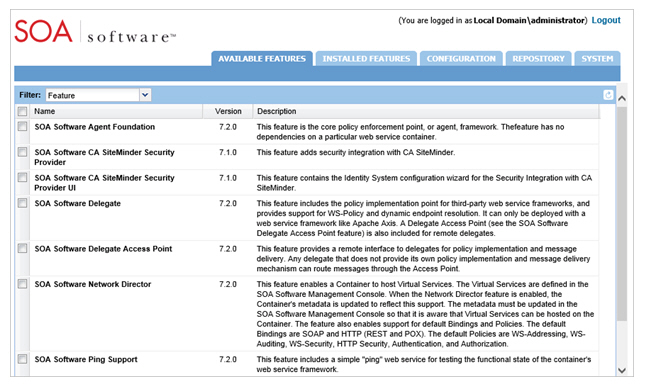 (You are logged in as Local Domain\administrator) Logout
SOA | software™
AVAILABLE FEATURES INSTALLED FEATURES CONFIGURATION REPOSITORY SYSTEM
Filter: Feature
Name Version Description
SOA Software Agent Foundation 7.2.0 This feature is the core policy enforcement point, or agent, framework. Thefeature has no
dependencies on a particular web service container.
SOA Software CA SiteMinder Security 7.1.0 This feature adds security integration with CA SiteMinder.
Provider
SOA Software CA SiteMinder Security 7.1.0 This feature contains the Identity System configuration wizard for the Security Integration with CA
Provider UI SiteMinder.
SOA Software Delegate 7.2.0 This feature includes the policy implementation point for third-party web service frameworks, and
provides support for WS-Policy and dynamic endpoint resolution. It can only be deployed with a
web service framework like Apache Axis. A Delegate Access Point (see the SOA Software
Delegate Access Point feature) is also included for remote delegates.
SOA Software Delegate Access Point 7.2.0 This feature provides a remote interface to delegates for policy implementation and message
delivery. Any delegate that does not provide its own policy implementation and message delivery
mechanism can route messages through the Access Point.
SOA Software Network Director 7.2.0 This feature enables a Container to host Virtual Services. The Virtual Services are defined in the
SOA Software Management Console. When the Network Director feature is enabled, the
Container's metadata is updated to reflect this support. The metadata must be updated in the
SOA Software Management Console so that it is aware that Virtual Services can be hosted on the
Container. The feature also enables support for default Bindings and Policies. The default
Bindings are SOAP and HTTP (REST and POX). The default Policies are WS-Addressing, WS-
Auditing, WS-Security, HTTP Security, Authentication, and Authorization.
SOA Software Ping Support 7.2.0 This feature includes a simple "ping" web service for testing the functional state of the container's
web service framework.